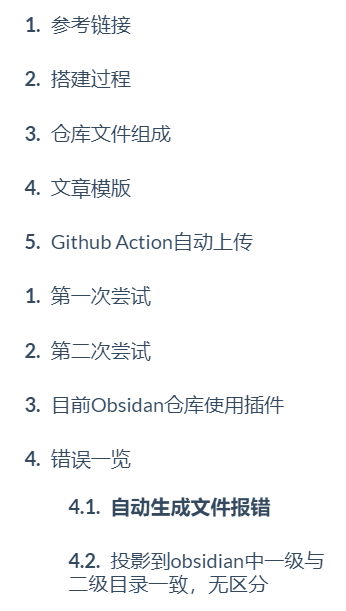 1. 参考链接
2. 搭建过程
3. 仓库文件组成
4. 文章模版
5. Github Action自动上传
1. 第一次尝试
2. 第二次尝试
3. 目前Obsidan仓库使用插件
4. 错误一览
4.1. 自动生成文件报错
4.2. 投影到obsidian中一级与
二级目录一致，无区分